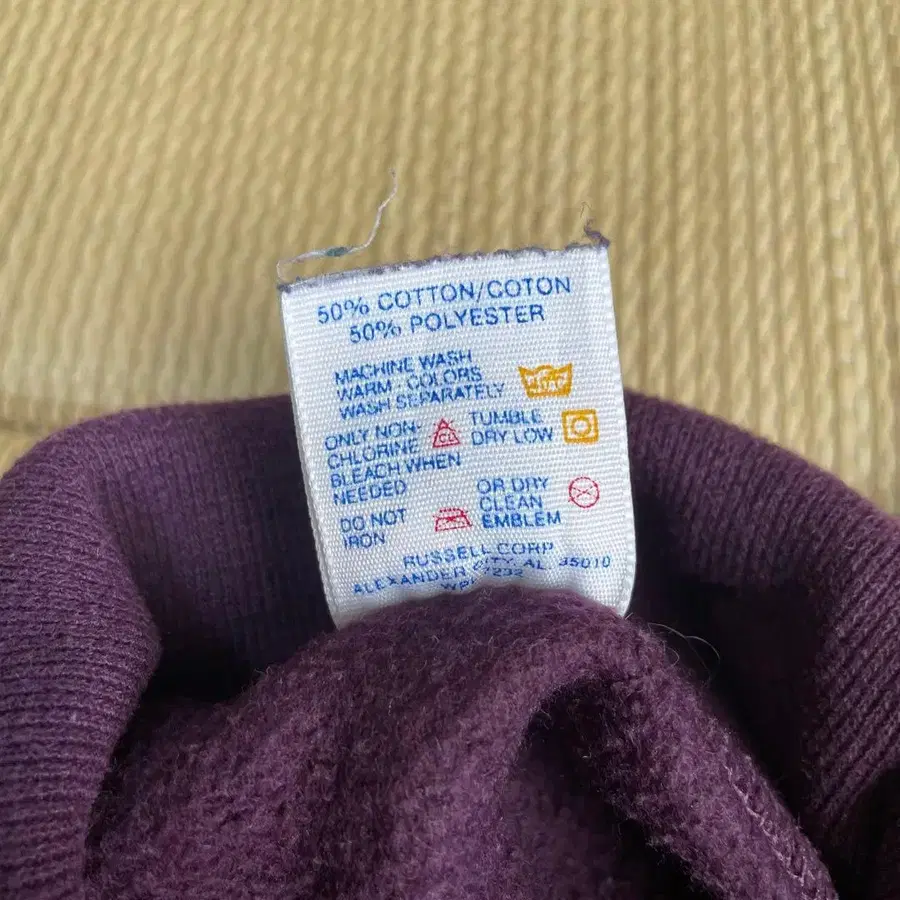 50% COTTON/COTON
50% POLYESTER
MACHINE WASH
WARM - COLORS
WASH SEPARATELY
ONLY NON-
CHLORINE
BLEACH WHEN
NEEDED
CL
TUMBLE
DRY LOW
DO NOT
IRON
OR DRY
CLEAN
EMBLEM
RUSSELL CORP
ALEXANDER CITY, AL 35010